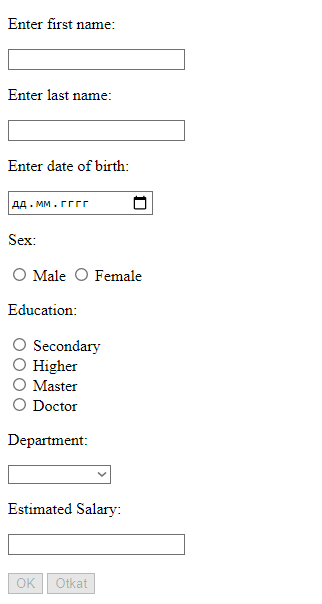 Enter first name:
Enter last name:
Enter date of birth:
дд.мм.гггг
Sex:
Male Female
Education:
Secondary
Higher
Master
Doctor
Department:
Estimated Salary:
OK Otkat